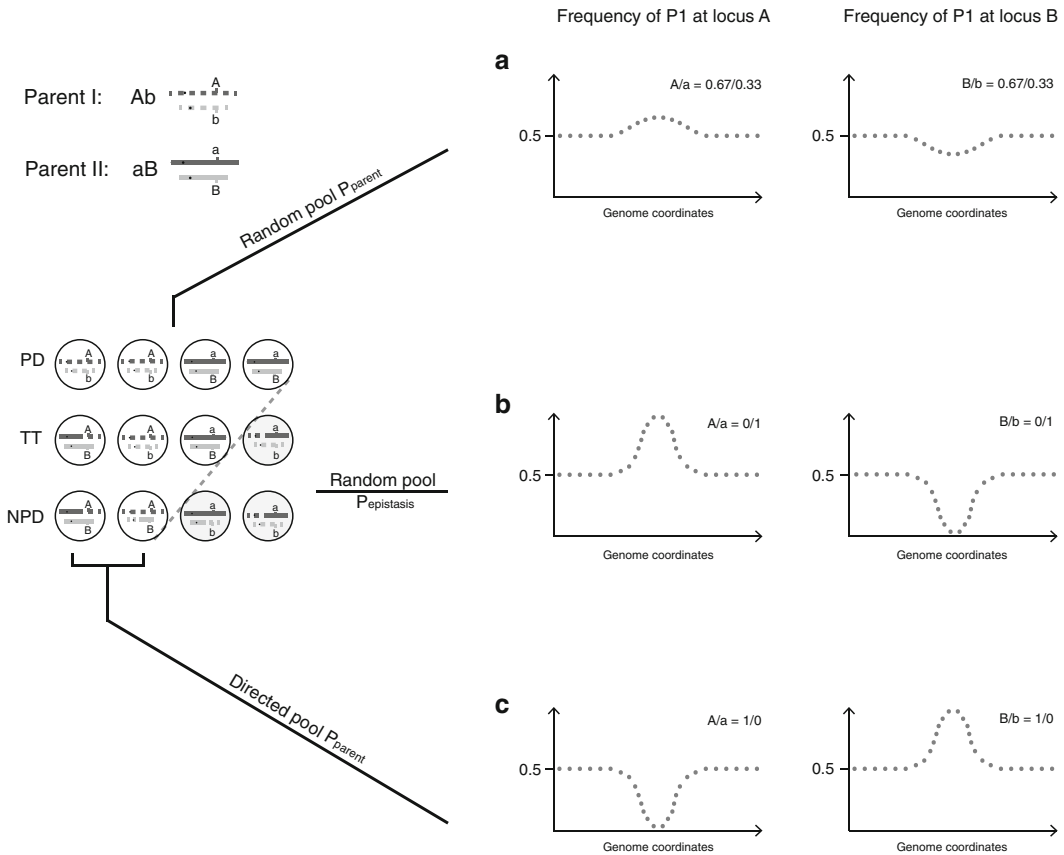 Frequency of P1 at locus A
Frequency of P1 at locus B
a
A/a = 0.67/0.33
0.5
Genome coordinates
B/b = 0.67/0.33
0.5
Genome coordinates
Parent I: Ab
A
b
Parent II: aB
a
B
Random pool Pparent
PD
A
b
A
b
a
B
a
B
TT
A
B
A
b
a
B
a
b
NPD
A
B
A
B
a
b
a
b
Random pool
Pepistasis
b
A/a = 0/1
0.5
Genome coordinates
B/b = 0/1
0.5
Genome coordinates
Directed pool Pparent
c
A/a = 1/0
0.5
Genome coordinates
B/b = 1/0
0.5
Genome coordinates